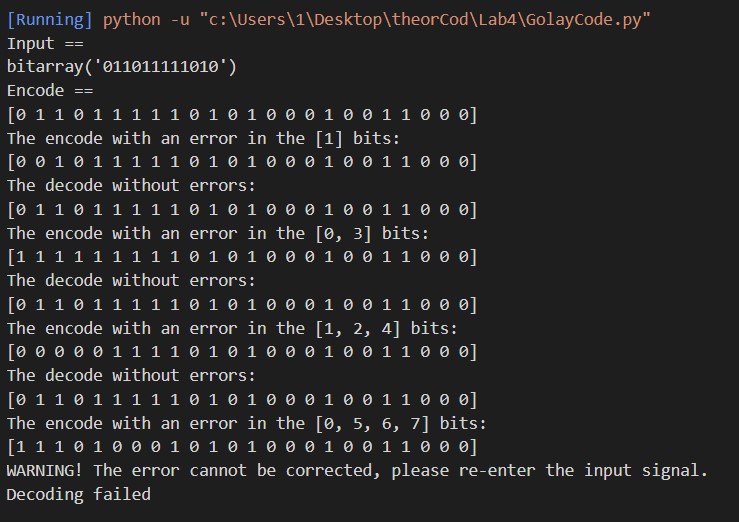 [Running] python -u "c:\Users\1\Desktop\theorCod\Lab4\GolayCode.py"
Input ==
bitarray('011011111010')
Encode ==
[0 1 1 0 1 1 1 1 1 0 1 0 1 0 0 0 1 0 0 1 1 0 0 0]
The encode with an error in the [1] bits:
[0 0 1 0 1 1 1 1 1 0 1 0 1 0 0 0 1 0 0 1 1 0 0 0]
The decode without errors:
[0 1 1 0 1 1 1 1 1 0 1 0 1 0 0 0 1 0 0 1 1 0 0 0]
The encode with an error in the [0, 3] bits:
[1 1 1 1 1 1 1 1 1 0 1 0 1 0 0 0 1 0 0 1 1 0 0 0]
The decode without errors:
[0 1 1 0 1 1 1 1 1 0 1 0 1 0 0 0 1 0 0 1 1 0 0 0]
The encode with an error in the [1, 2, 4] bits:
[0 0 0 0 0 1 1 1 1 0 1 0 1 0 0 0 1 0 0 1 1 0 0 0]
The decode without errors:
[0 1 1 0 1 1 1 1 1 0 1 0 1 0 0 0 1 0 0 1 1 0 0 0]
The encode with an error in the [0, 5, 6, 7] bits:
[1 1 1 0 1 0 0 0 1 0 1 0 1 0 0 0 1 0 0 1 1 0 0 0]
WARNING! The error cannot be corrected, please re-enter the input signal.
Decoding failed